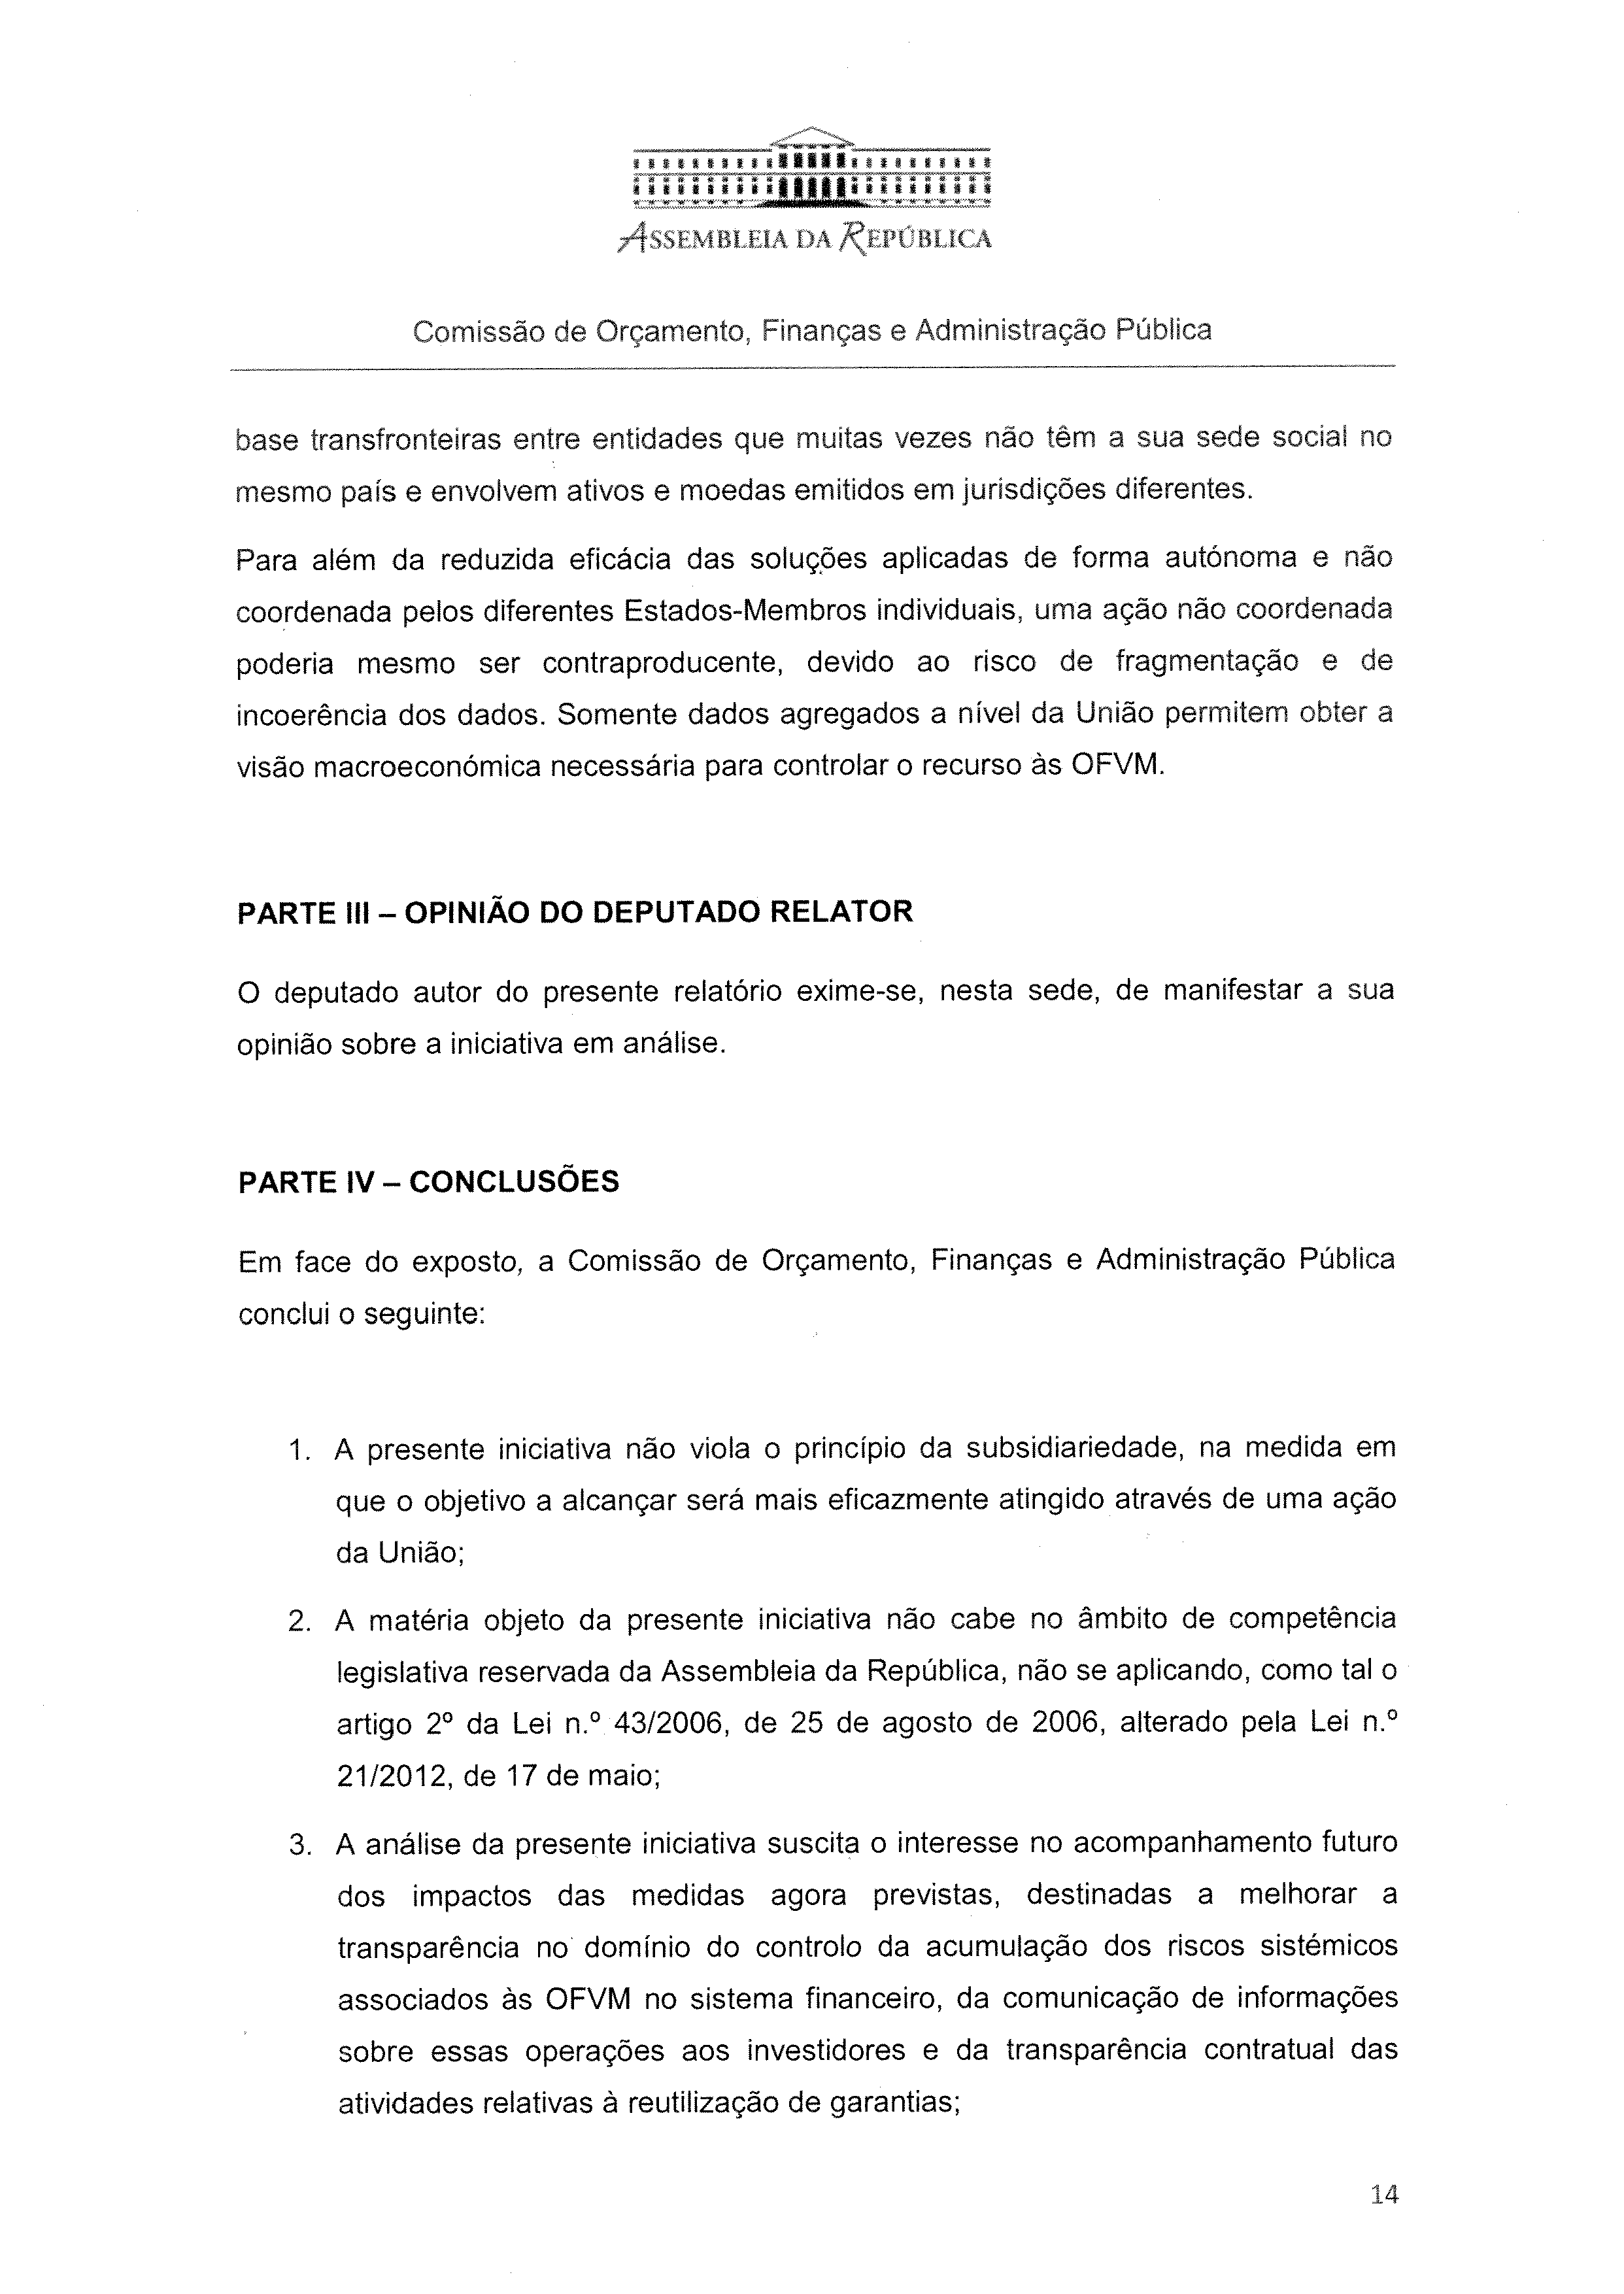 ASSEMBLEIA DA REPÚBLICA
Comissão de Orçamento, Finanças e Administração Pública
base transfronteiras entre entidades que muitas vezes não têm a sua sede social no
mesmo país e envolvem ativos e moedas emitidos em jurisdições diferentes.
Para além da reduzida eficácia das soluções aplicadas de forma autónoma e não
coordenada pelos diferentes Estados-Membros individuais, uma ação não coordenada
poderia mesmo ser contraproducente, devido ao risco de fragmentação e de
incoerência dos dados. Somente dados agregados a nível da União permitem obter a
visão macroeconómica necessária para controlar o recurso às OFVM.
PARTE III – OPINIÃO DO DEPUTADO RELATOR
O deputado autor do presente relatório exime-se, nesta sede, de manifestar a sua
opinião sobre a iniciativa em análise.
PARTE IV – CONCLUSÕES
Em face do exposto, a Comissão de Orçamento, Finanças e Administração Pública
conclui o seguinte:
1. A presente iniciativa não viola o princípio da subsidiariedade, na medida em
que o objetivo a alcançar será mais eficazmente atingido através de uma ação
da União;
2. A matéria objeto da presente iniciativa não cabe no âmbito de competência
legislativa reservada da Assembleia da República, não se aplicando, como tal o
artigo 2º da Lei n.º 43/2006, de 25 de agosto de 2006, alterado pela Lei n.º
21/2012, de 17 de maio;
3. A análise da presente iniciativa suscita o interesse no acompanhamento futuro
dos impactos das medidas agora previstas, destinadas a melhorar a
transparência no domínio do controlo da acumulação dos riscos sistémicos
associados às OFVM no sistema financeiro, da comunicação de informações
sobre essas operações aos investidores e da transparência contratual das
atividades relativas à reutilização de garantias;
14